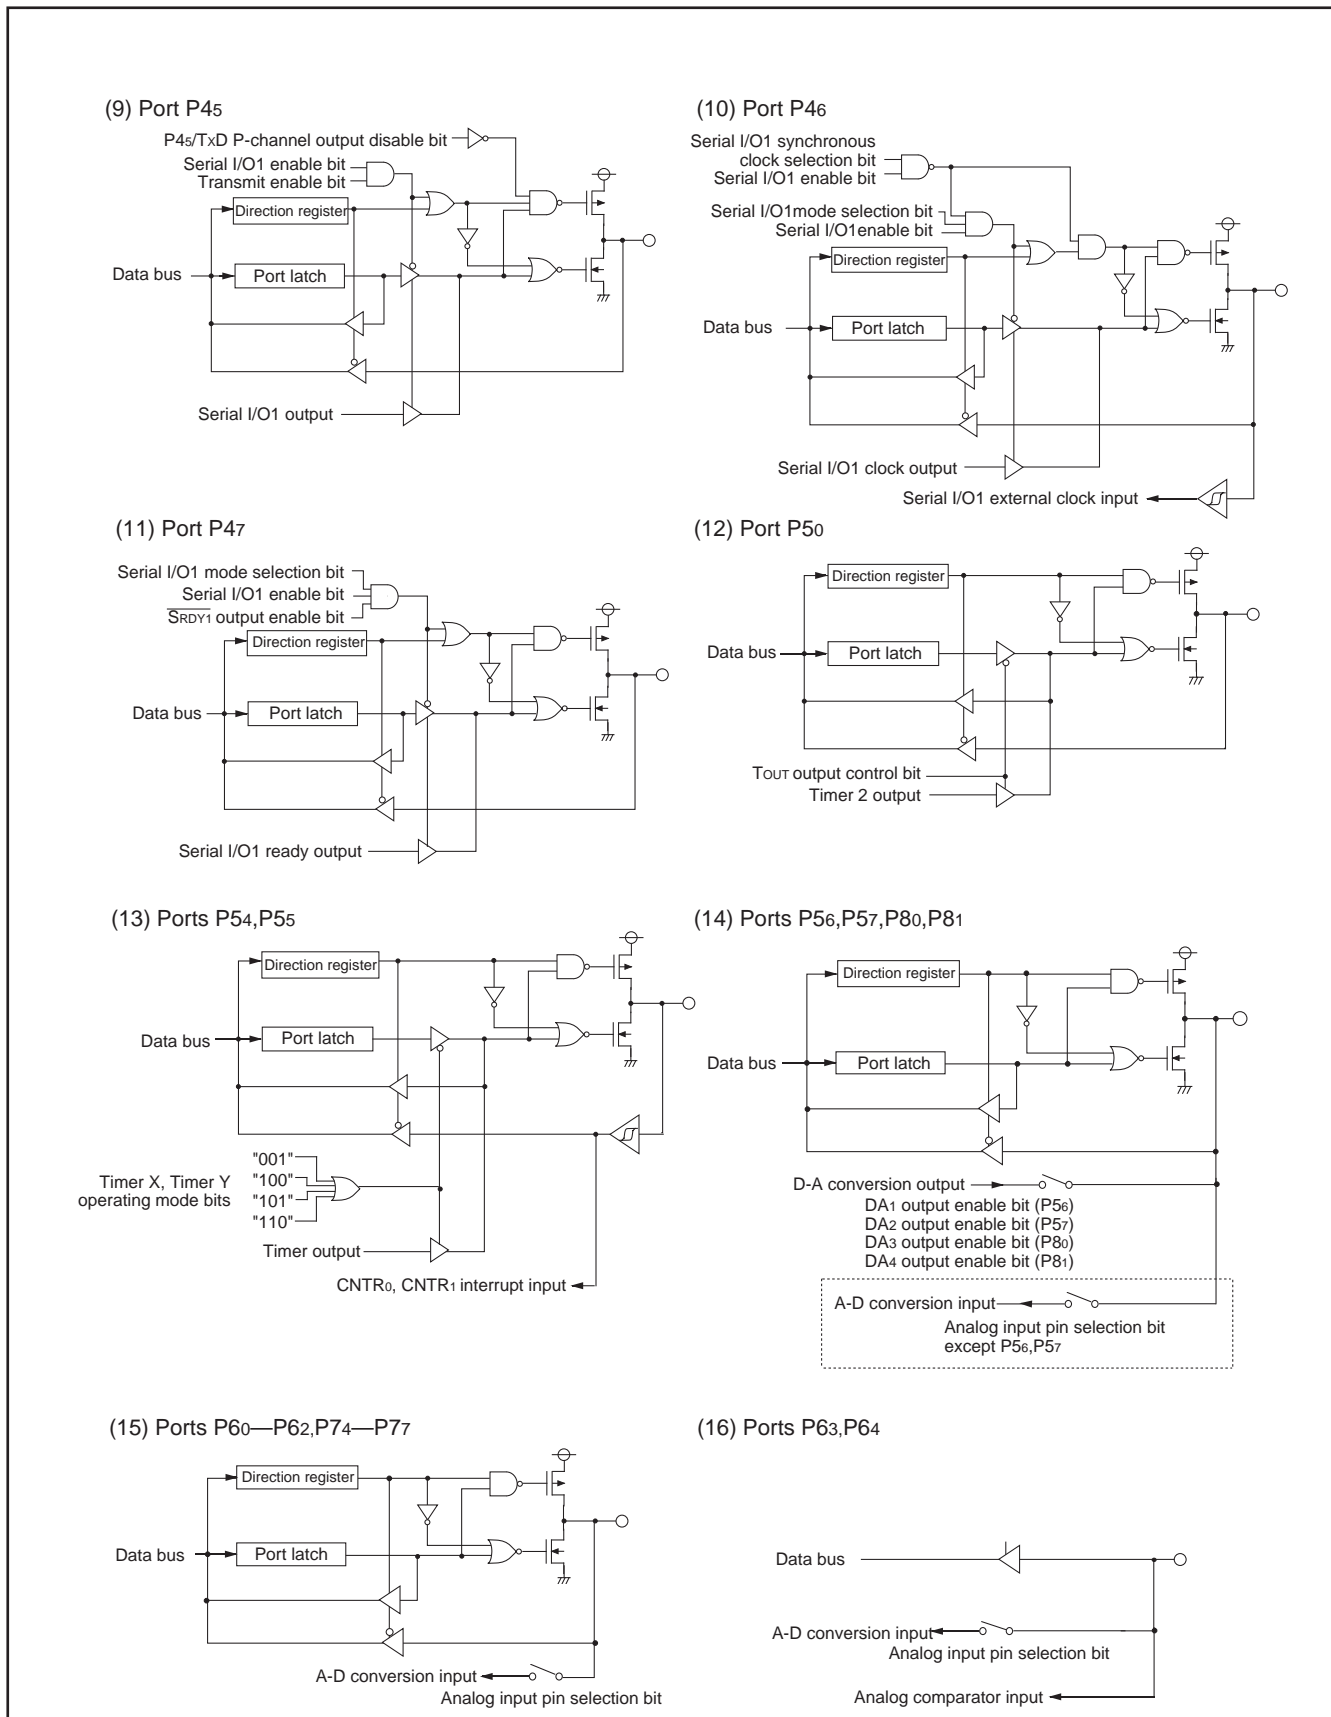 (9) Port P45
P45/TxD P-channel output disable bit
Serial I/O1 enable bit
Transmit enable bit
Direction register
Data bus
Port latch
Serial I/O1 output
(10) Port P46
Serial I/O1 synchronous
clock selection bit
Serial I/O1 enable bit
Serial I/O1mode selection bit
Serial I/O1enable bit
Direction register
Data bus
Port latch
Serial I/O1 clock output
Serial I/O1 external clock input
(11) Port P47
Serial I/O1 mode selection bit
Serial I/O1 enable bit
SRDY1 output enable bit
Direction register
Data bus
Port latch
Serial I/O1 ready output
(12) Port P50
Direction register
Data bus
Port latch
TOUT output control bit
Timer 2 output
(13) Ports P54,P55
Direction register
Data bus
Port latch
Timer X, Timer Y
operating mode bits
"001"
"100"
"101"
"110"
Timer output
CNTR0, CNTR1 interrupt input
(14) Ports P56,P57,P80,P81
Direction register
Data bus
Port latch
D-A conversion output
DA1 output enable bit (P56)
DA2 output enable bit (P57)
DA3 output enable bit (P80)
DA4 output enable bit (P81)
A-D conversion input
Analog input pin selection bit
except P56,P57
(15) Ports P60—P62,P74—P77
Direction register
Data bus
Port latch
A-D conversion input
Analog input pin selection bit
(16) Ports P63,P64
Data bus
A-D conversion input
Analog input pin selection bit
Analog comparator input